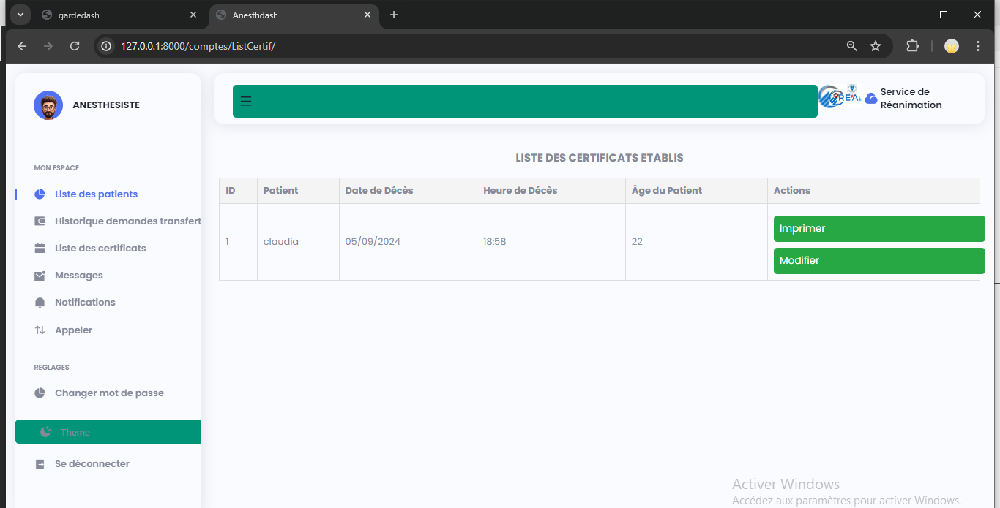 gardedash
Anesthdash
127.0.0.1:8000/comptes/ListCertif/
ANESTHESISTE
MON ESPACE
Liste des patients
Historique demandes transfert
Liste des certificats
Messages
Notifications
Appeler
REGLAGES
Changer mot de passe
Theme
Se déconnecter
REA
Service de
Réanimation
LISTE DES CERTIFICATS ETABLIS
ID Patient Date de Décès Heure de Décès Âge du Patient Actions
1 claudia 05/09/2024 18:58 22
Imprimer
Modifier
Activer Windows
Accédez aux paramètres pour activer Windows.